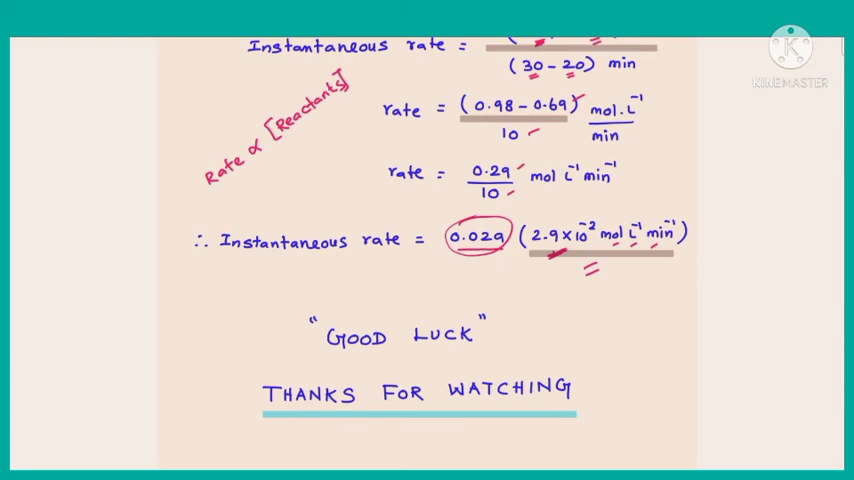 Instantaneous rate =
(30 - 20) min
Rate ∝ [Reactants]
rate = (0.98 - 0.69) / 10 mol.L⁻¹ / min
rate = 0.29 / 10 mol L⁻¹ min⁻¹
∴ Instantaneous rate = 0.029 (2.9 × 10⁻² mol L⁻¹ min⁻¹)
"GOOD LUCK"
THANKS FOR WATCHING
K
KINEMASTER